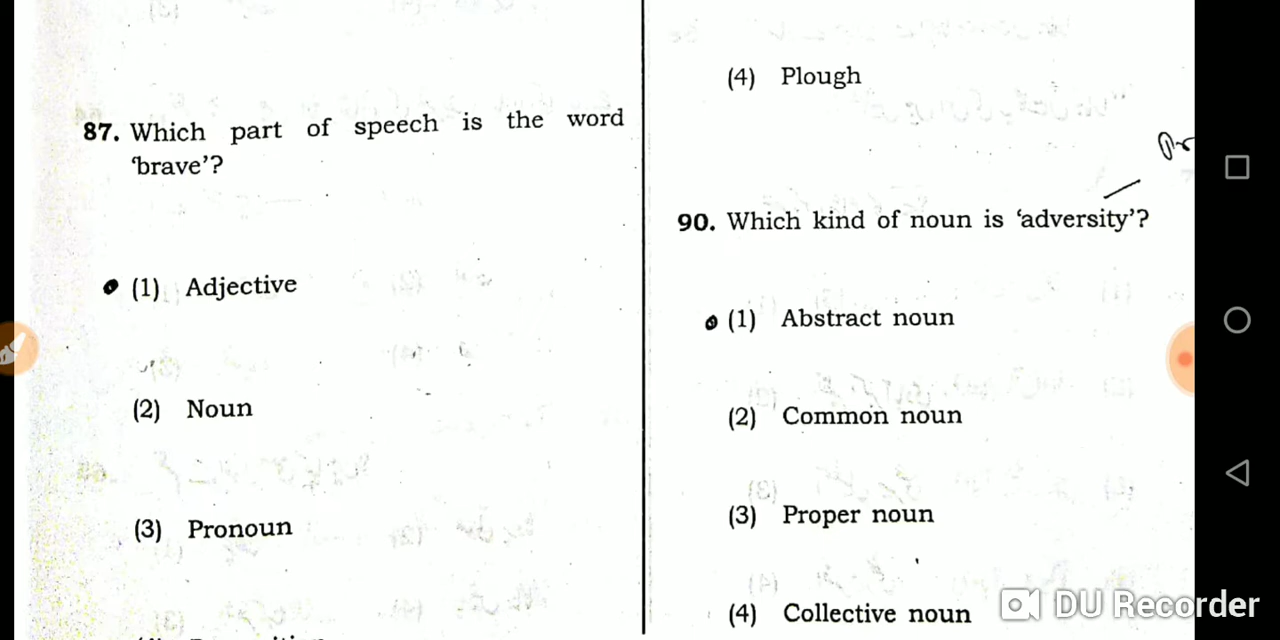 87. Which part of speech is the word
‘brave’?
(1) Adjective
(2) Noun
(3) Pronoun
(4) Plough
90. Which kind of noun is ‘adversity’?
(1) Abstract noun
(2) Common noun
(3) Proper noun
(4) Collective noun
DU Recorder